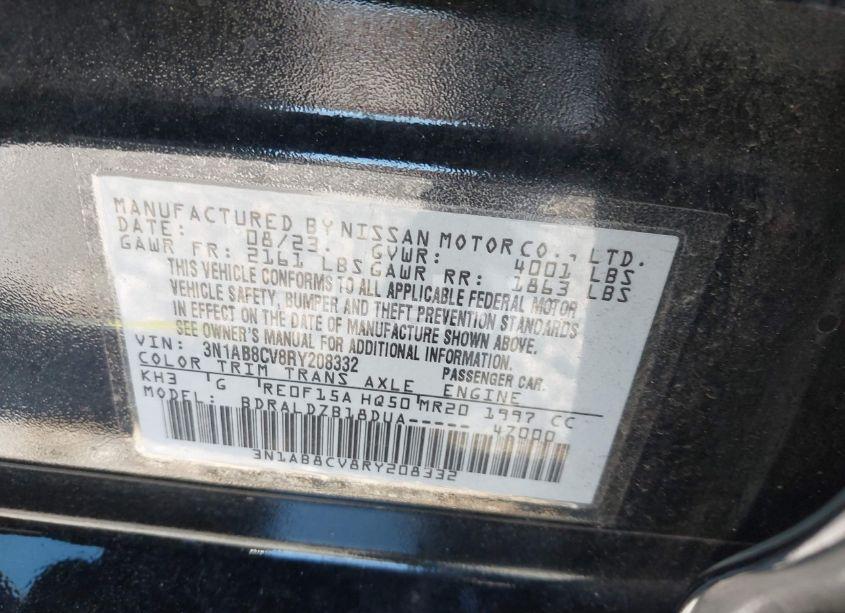 MANUFACTURED BY NISSAN MOTOR CO., LTD.
DATE: 08/23. GVWR: 4001 LBS
GAWR FR: 2161 LBS GAWR RR: 1863 LBS
THIS VEHICLE CONFORMS TO ALL APPLICABLE FEDERAL MOTOR
VEHICLE SAFETY, BUMPER AND THEFT PREVENTION STANDARDS
IN EFFECT ON THE DATE OF MANUFACTURE SHOWN ABOVE.
SEE OWNER'S MANUAL FOR ADDITIONAL INFORMATION.
VIN: 3N1AB8CV8RY208332 PASSENGER CAR.
COLOR TRIM TRANS AXLE ENGINE
KH3 G RE0F15A HQ50 MR20 1997 CC
MODEL: BDRALDZB18DUA----- 47000
3N1AB8CV8RY208332